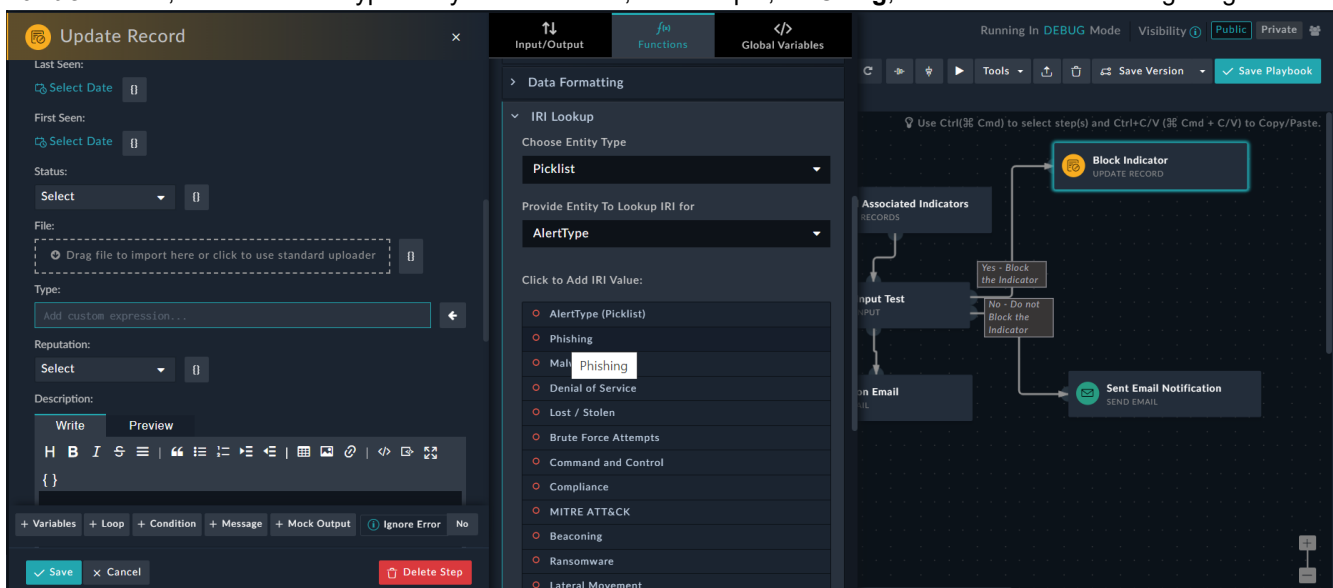 Update Record
×
Last Seen:
Select Date
{}
First Seen:
Select Date
{}
Status:
Select
{}
File:
Drag file to import here or click to use standard uploader
{}
Type:
Add custom expression...
Reputation:
Select
{}
Description:
Write
Preview
H B I S
{ }
+ Variables
+ Loop
+ Condition
+ Message
+ Mock Output
Ignore Error
No
Save
× Cancel
Delete Step
Input/Output
f(x)
Functions
</>
Global Variables
> Data Formatting
IRI Lookup
Choose Entity Type
Picklist
Provide Entity To Lookup IRI for
AlertType
Click to Add IRI Value:
AlertType (Picklist)
Phishing
Phishing
Denial of Service
Lost / Stolen
Brute Force Attempts
Command and Control
Compliance
MITRE ATT&CK
Beaconing
Ransomware
Lateral Movement
Running In DEBUG Mode
Visibility
Public
Private
Tools
Save Version
Save Playbook
Use Ctrl(⌘ Cmd) to select step(s) and Ctrl+C/V (⌘ Cmd + C/V) to Copy/Paste.
Block Indicator
UPDATE RECORD
Associated Indicators
RECORDS
Yes - Block
the Indicator
No - Do not
Block the
Indicator
nput Test
NPUT
on Email
AIL
Sent Email Notification
SEND EMAIL